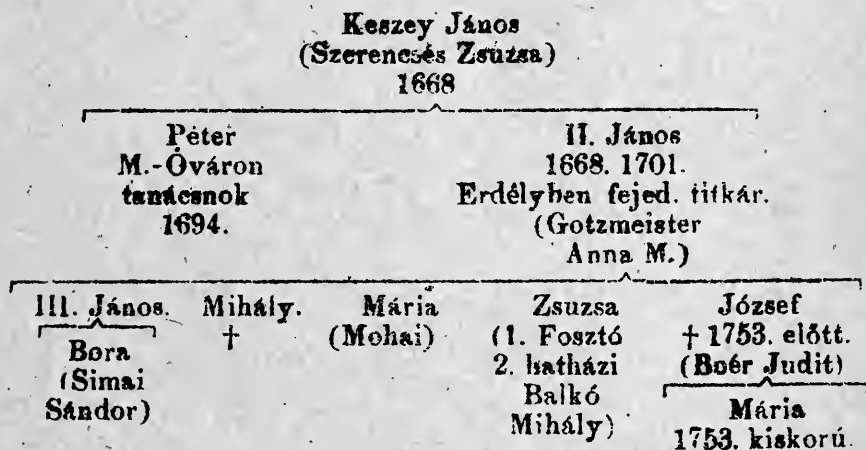 Keszey János
(Szerencsés Zsuzsa)
1668
Péter
M.-Óváron
tanácsnok
1694.
II. János
1668. 1701.
Erdélyben fejed. titkár.
(Gotzmeister
Anna M.)
III. János.
Bora
(Simai
Sándor)
Mihály.
†
Mária
(Mohai)
Zsuzsa
(1. Fosztó
2. hatházi
Balkó
Mihály)
József
† 1753. előtt.
(Boér Judit)
Mária
1753. kiskorú.